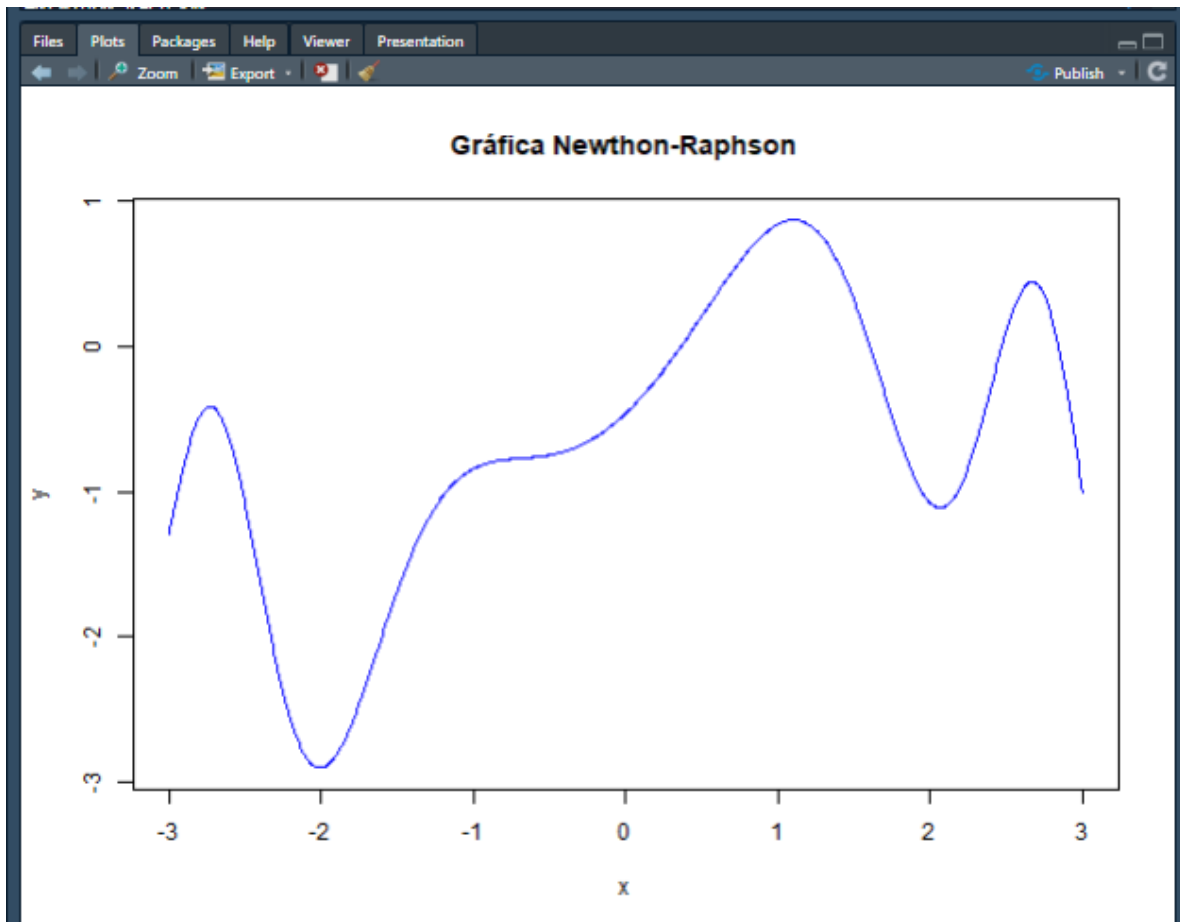 Files Plots Packages Help Viewer Presentation
Zoom Export Publish
Gráfica Newthon-Raphson
1
0
-1
-2
-3
y
-3 -2 -1 0 1 2 3
x